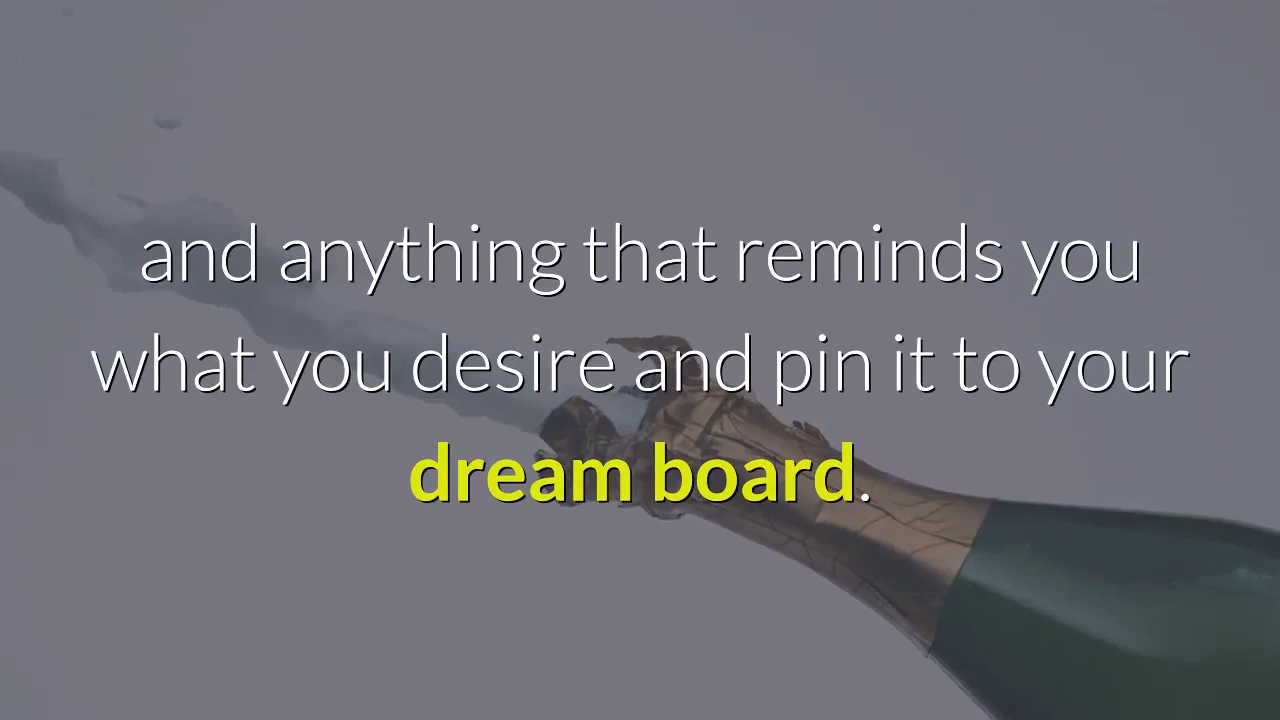 and anything that reminds you
what you desire and pin it to your
dream board.